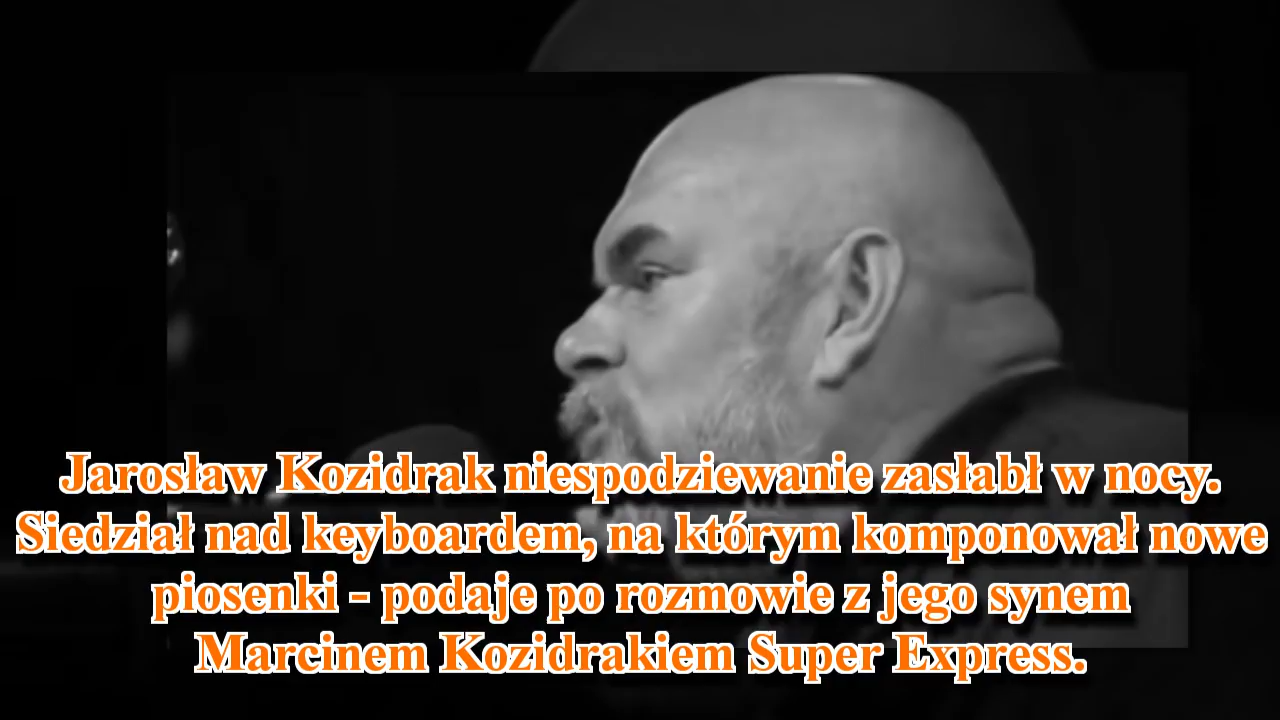 Jarosław Kozidrak niespodziewanie zasłabł w nocy.
Siedział nad keyboardem, na którym komponował nowe
piosenki - podaje po rozmowie z jego synem
Marcinem Kozidrakiem Super Express.